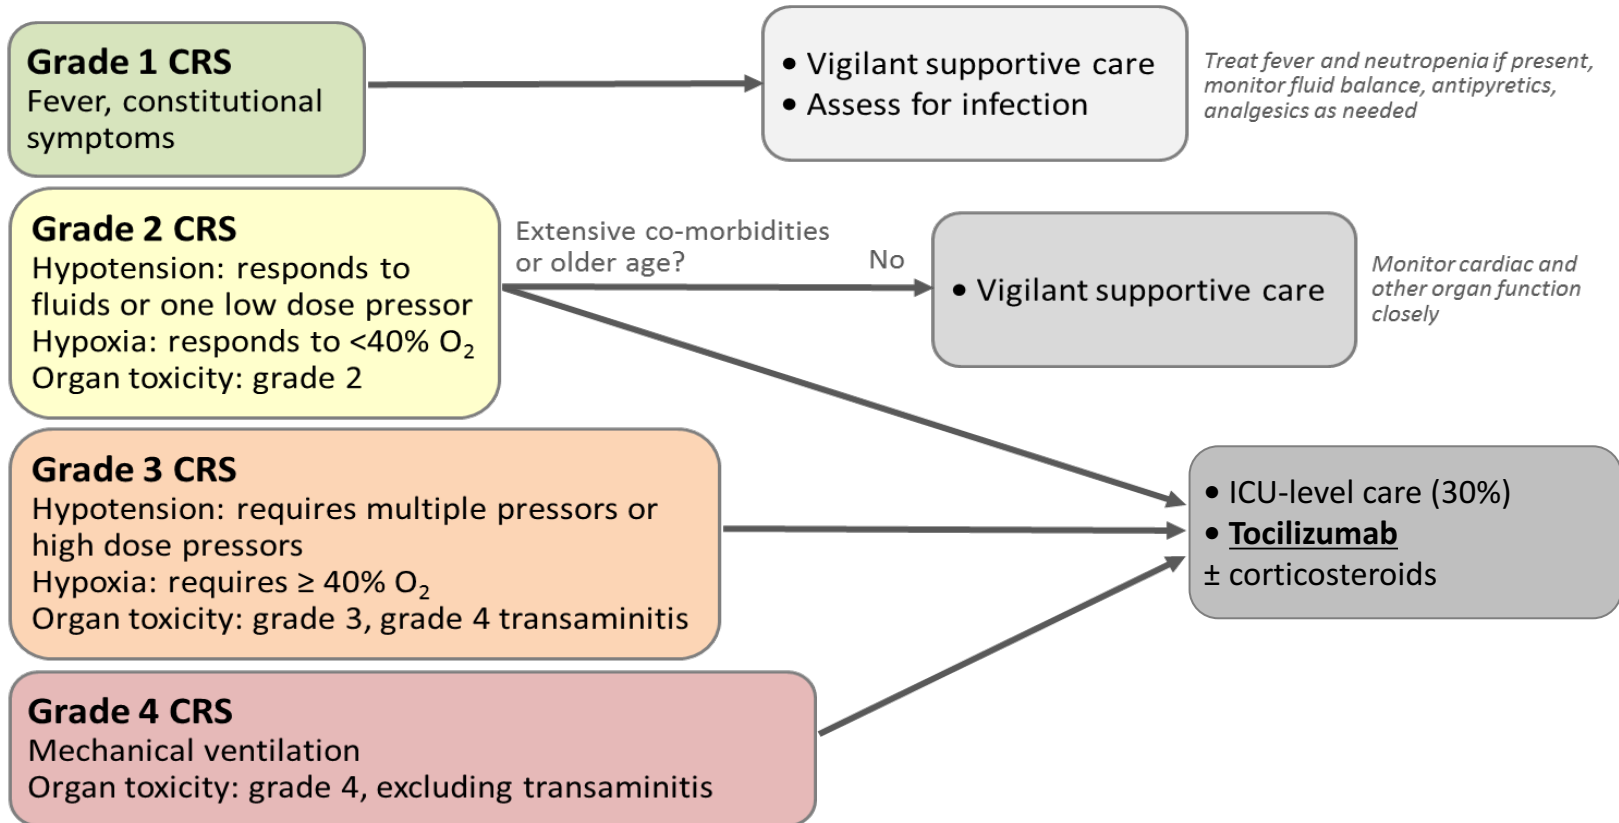 Grade 1 CRS
Fever, constitutional
symptoms
• Vigilant supportive care
• Assess for infection
Treat fever and neutropenia if present,
monitor fluid balance, antipyretics,
analgesics as needed
Grade 2 CRS
Hypotension: responds to
fluids or one low dose pressor
Hypoxia: responds to <40% O₂
Organ toxicity: grade 2
Extensive co-morbidities
or older age?
No
• Vigilant supportive care
Monitor cardiac and
other organ function
closely
Grade 3 CRS
Hypotension: requires multiple pressors or
high dose pressors
Hypoxia: requires ≥ 40% O₂
Organ toxicity: grade 3, grade 4 transaminitis
• ICU-level care (30%)
• Tocilizumab
± corticosteroids
Grade 4 CRS
Mechanical ventilation
Organ toxicity: grade 4, excluding transaminitis